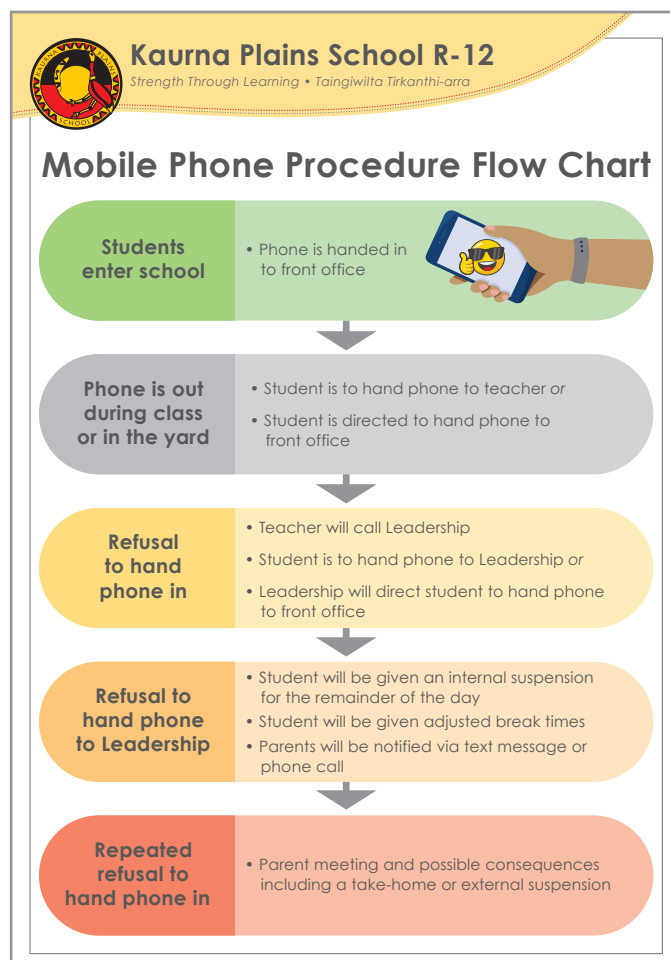 KAURNA PLAINS
SCHOOL
Kaurna Plains School R-12
Strength Through Learning • Taingiwilta Tirkanthi-arra
Mobile Phone Procedure Flow Chart
Students
enter school
• Phone is handed in
to front office
Phone is out
during class
or in the yard
• Student is to hand phone to teacher or
• Student is directed to hand phone to
front office
Refusal
to hand
phone in
• Teacher will call Leadership
• Student is to hand phone to Leadership or
• Leadership will direct student to hand phone
to front office
Refusal to
hand phone
to Leadership
• Student will be given an internal suspension
for the remainder of the day
• Student will be given adjusted break times
• Parents will be notified via text message or
phone call
Repeated
refusal to
hand phone in
• Parent meeting and possible consequences
including a take-home or external suspension